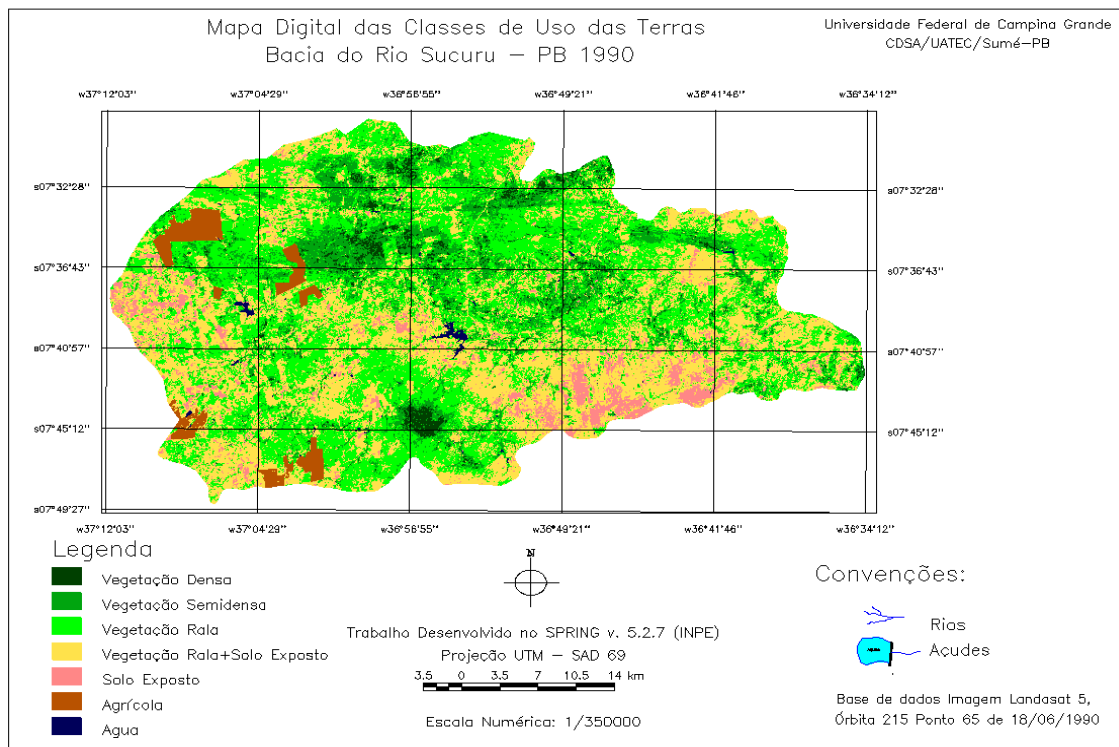 Mapa Digital das Classes de Uso das Terras
Bacia do Rio Sucuru – PB 1990
Universidade Federal de Campina Grande
CDSA/UATEC/Sumé–PB
w37°12'03'' w37°04'29'' w36°56'55'' w36°49'21'' w36°41'46'' w36°34'12''
s07°32'28'' s07°32'28''
s07°36'43'' s07°36'43''
s07°40'57'' s07°40'57''
s07°45'12'' s07°45'12''
s07°49'27''
w37°12'03'' w37°04'29'' w36°56'55'' w36°49'21'' w36°41'46'' w36°34'12''
Legenda
Vegetação Densa
Vegetação Semidensa
Vegetação Rala
Vegetação Rala+Solo Exposto
Solo Exposto
Agrícola
Agua
N
Trabalho Desenvolvido no SPRING v. 5.2.7 (INPE)
Projeção UTM – SAD 69
3.5 0 3.5 7 10.5 14 km
Escala Numérica: 1/350000
Convenções:
Rios
Açudes
Base de dados Imagem Landasat 5,
Órbita 215 Ponto 65 de 18/06/1990